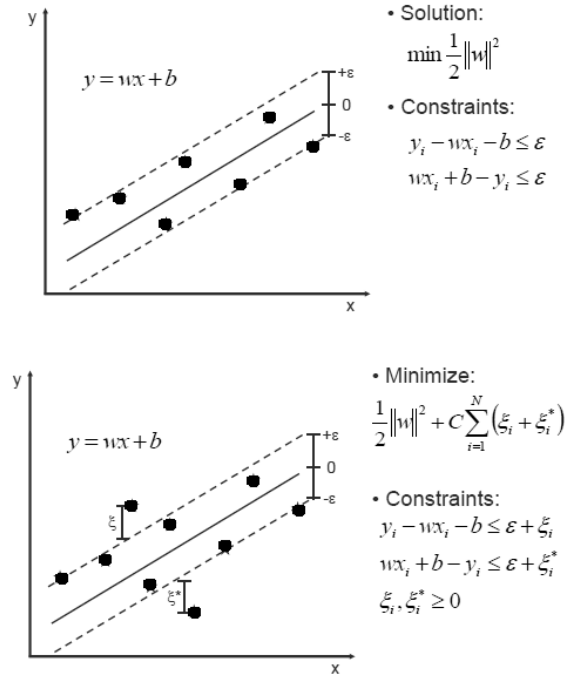 y
y = wx + b
+ε
0
-ε
x
• Solution:
min 1/2 ||w||²
• Constraints:
yᵢ − wxᵢ − b ≤ ε
wxᵢ + b − yᵢ ≤ ε
y
y = wx + b
+ε
0
-ε
ξ
ξ*
x
• Minimize:
1/2 ||w||² + C ∑ᵢ₌₁ᴺ (ξᵢ + ξᵢ*)
• Constraints:
yᵢ − wxᵢ − b ≤ ε + ξᵢ
wxᵢ + b − yᵢ ≤ ε + ξᵢ*
ξᵢ, ξᵢ* ≥ 0